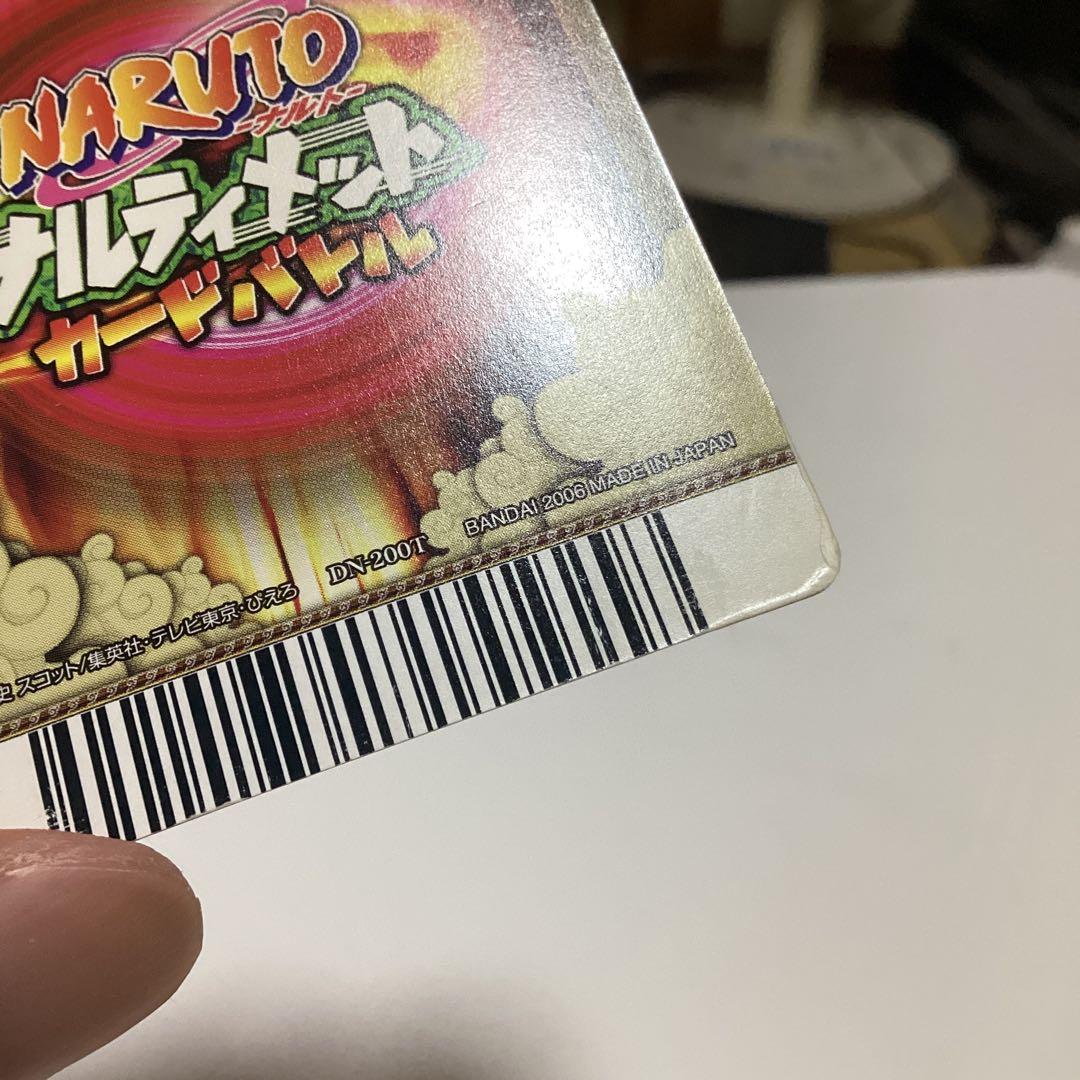 NARUTO
-ナルト-
ナルティメット
カードバトル
史 スコット/集英社・テレビ東京・ぴえろ
DN-200T
BANDAI 2006 MADE IN JAPAN